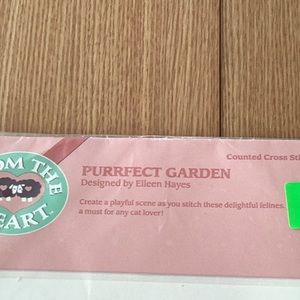 Counted Cross Sti
OM THE
EART
PURRFECT GARDEN
Designed by Eileen Hayes
Create a playful scene as you stitch these delightful felines,
a must for any cat lover!